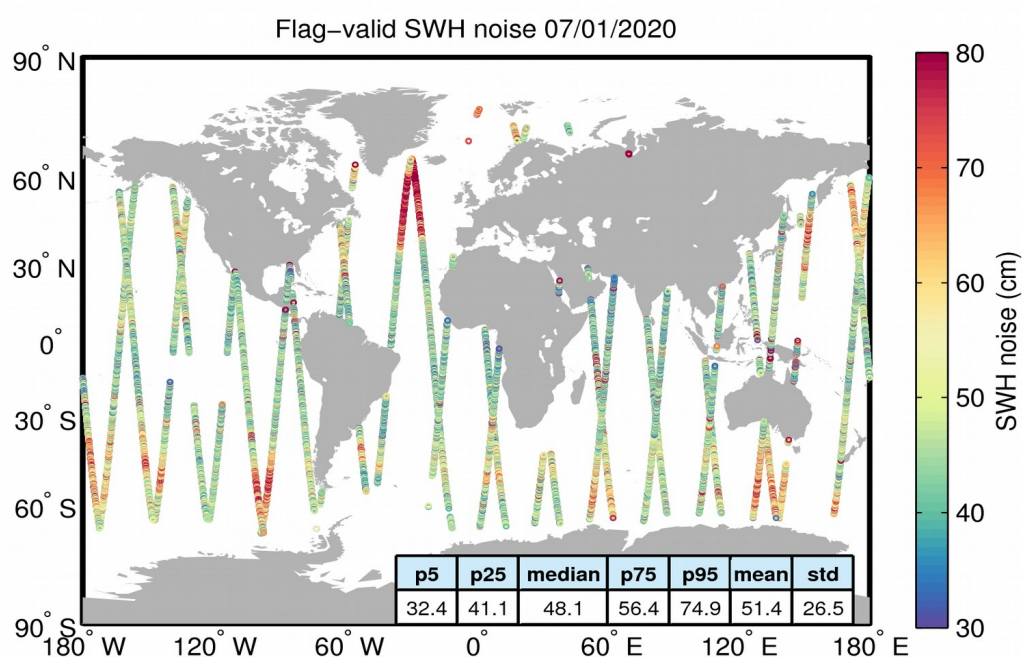 Flag−valid SWH noise 07/01/2020
90° N
60° N
30° N
0°
30° S
60° S
90° S
180° W
120° W
60° W
0°
60° E
120° E
180° E
80
70
60
50
40
30
SWH noise (cm)
p5 p25 median p75 p95 mean std
32.4 41.1 48.1 56.4 74.9 51.4 26.5